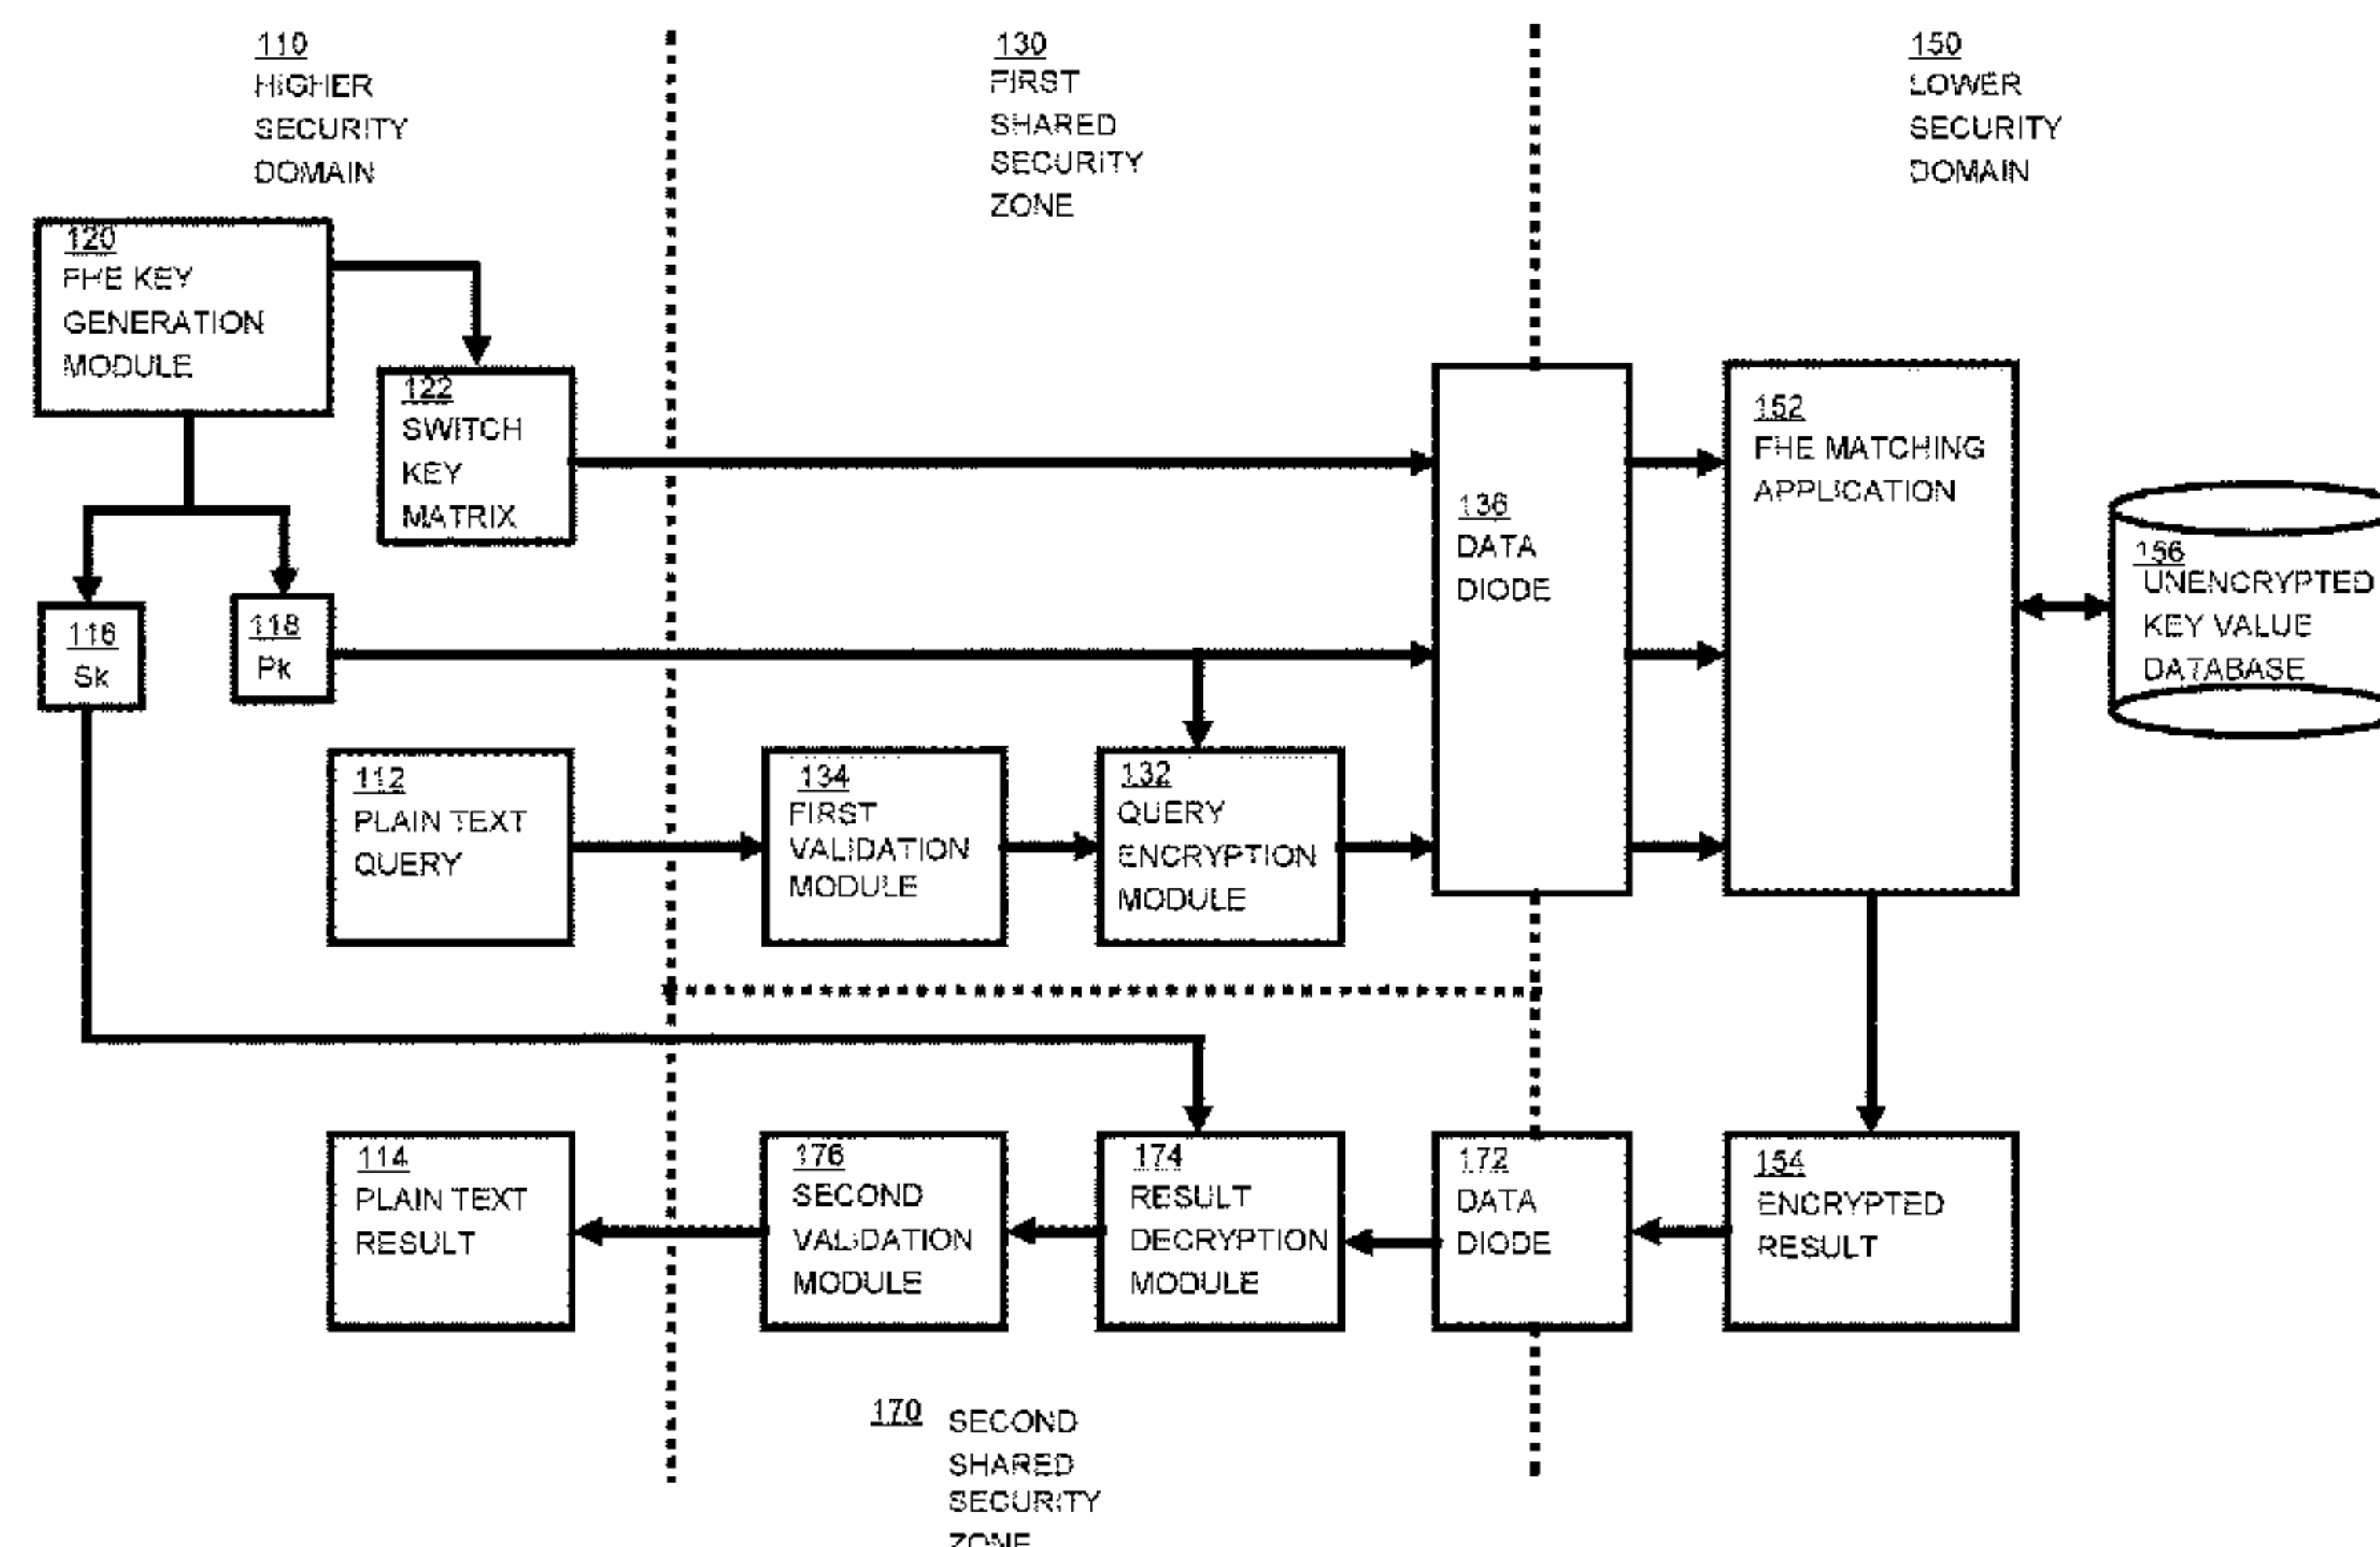 110
HIGHER
SECURITY
DOMAIN
130
FIRST
SHARED
SECURITY
ZONE
150
LOWER
SECURITY
DOMAIN
120
FHE KEY
GENERATION
MODULE
122
SWITCH
KEY
MATRIX
136
DATA
DIODE
152
FHE MATCHING
APPLICATION
156
UNENCRYPTED
KEY VALUE
DATABASE
116
Sk
118
Pk
112
PLAIN TEXT
QUERY
134
FIRST
VALIDATION
MODULE
132
QUERY
ENCRYPTION
MODULE
114
PLAIN TEXT
RESULT
176
SECOND
VALIDATION
MODULE
174
RESULT
DECRYPTION
MODULE
172
DATA
DIODE
154
ENCRYPTED
RESULT
170 SECOND
SHARED
SECURITY
ZONE